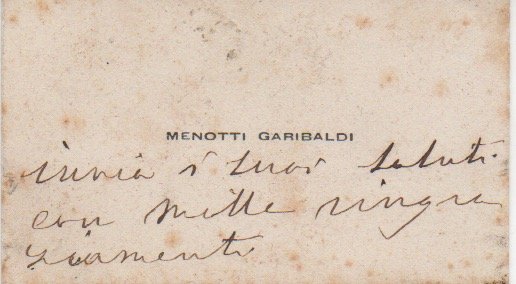 MENOTTI GARIBALDI
invia i suoi saluti
con mille ringra
ziamenti